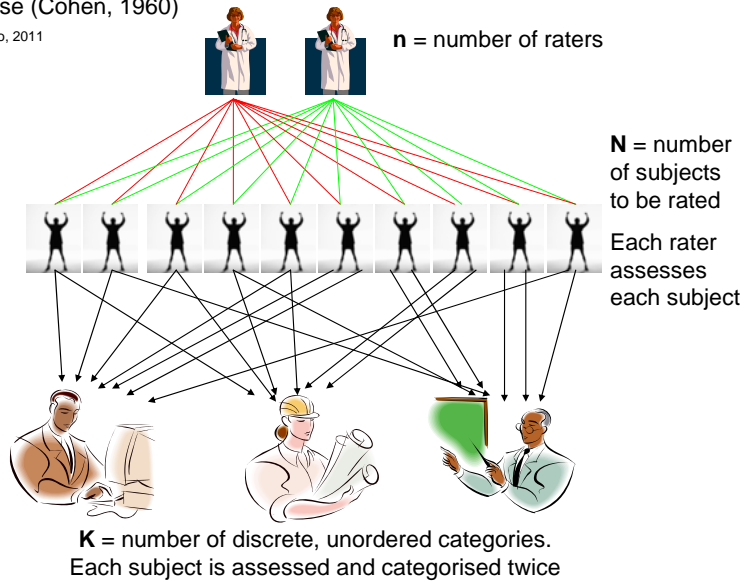 (Cohen, 1960)
2011
n = number of raters
N = number
of subjects
to be rated
Each rater
assesses
each subject
K = number of discrete, unordered categories.
Each subject is assessed and categorised twice